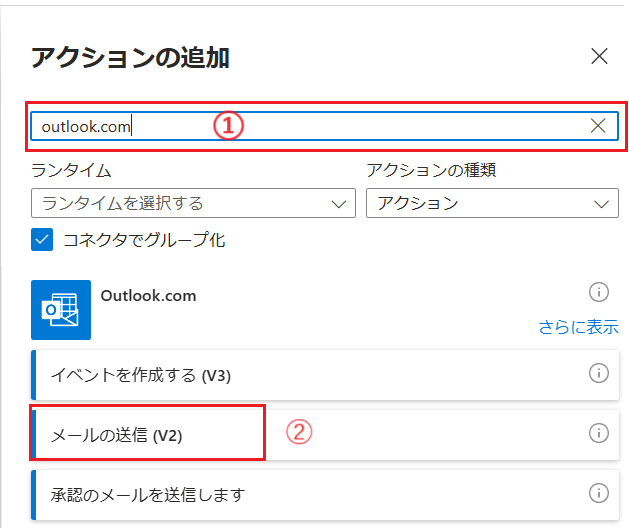 アクションの追加
outlook.com ①
ランタイム アクションの種類
ランタイムを選択する アクション
コネクタでグループ化
Outlook.com
さらに表示
イベントを作成する (V3)
メールの送信 (V2) ②
承認のメールを送信します